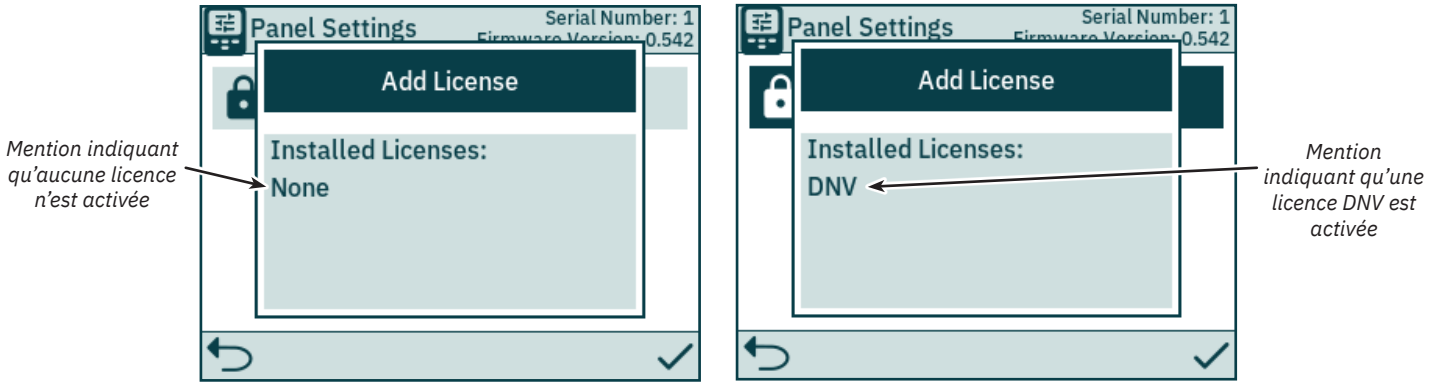 Panel Settings
Serial Number: 1
Firmware Version: 0.542
Add License
Installed Licenses:
None
Mention indiquant
qu’aucune licence
n’est activée
Panel Settings
Serial Number: 1
Firmware Version: 0.542
Add License
Installed Licenses:
DNV
Mention
indiquant qu’une
licence DNV est
activée